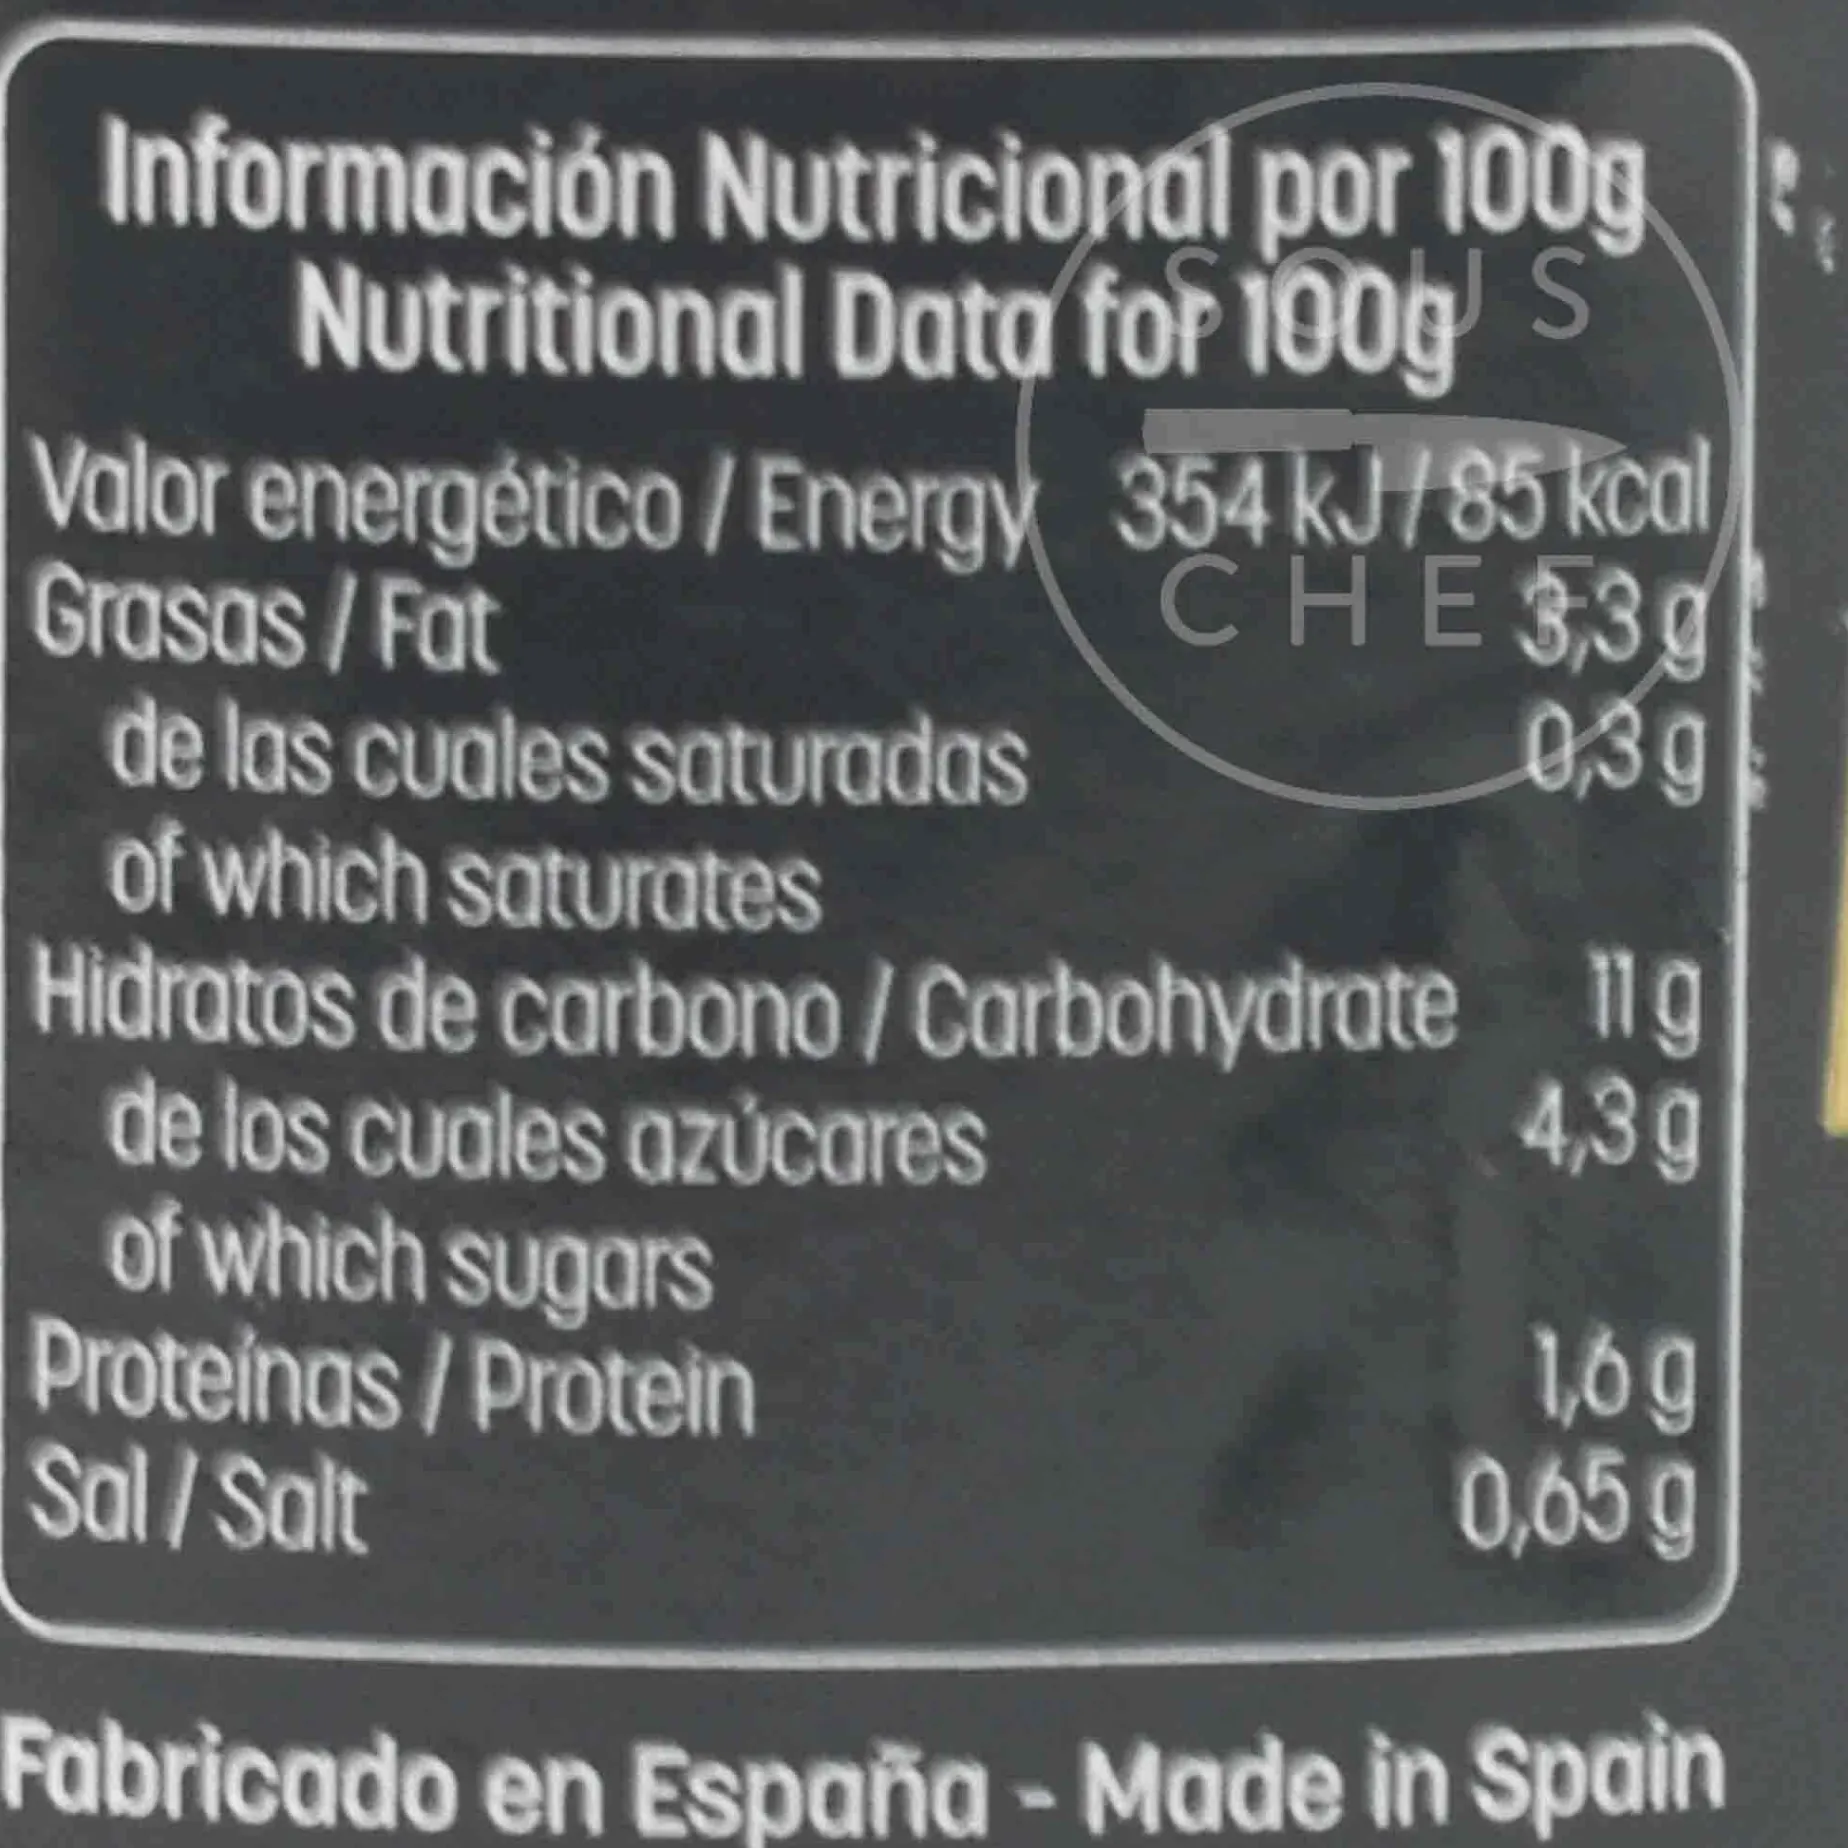 Información Nutricional por 100g
Nutritional Data for 100g
SOUS
CHEF
Valor energético / Energy 354 kJ / 85 kcal
Grasas / Fat 3,3 g
de las cuales saturadas 0,3 g
of which saturates
Hidratos de carbono / Carbohydrate 11 g
de los cuales azúcares 4,3 g
of which sugars
Proteínas / Protein 1,6 g
Sal / Salt 0,65 g
Fabricado en España - Made in Spain